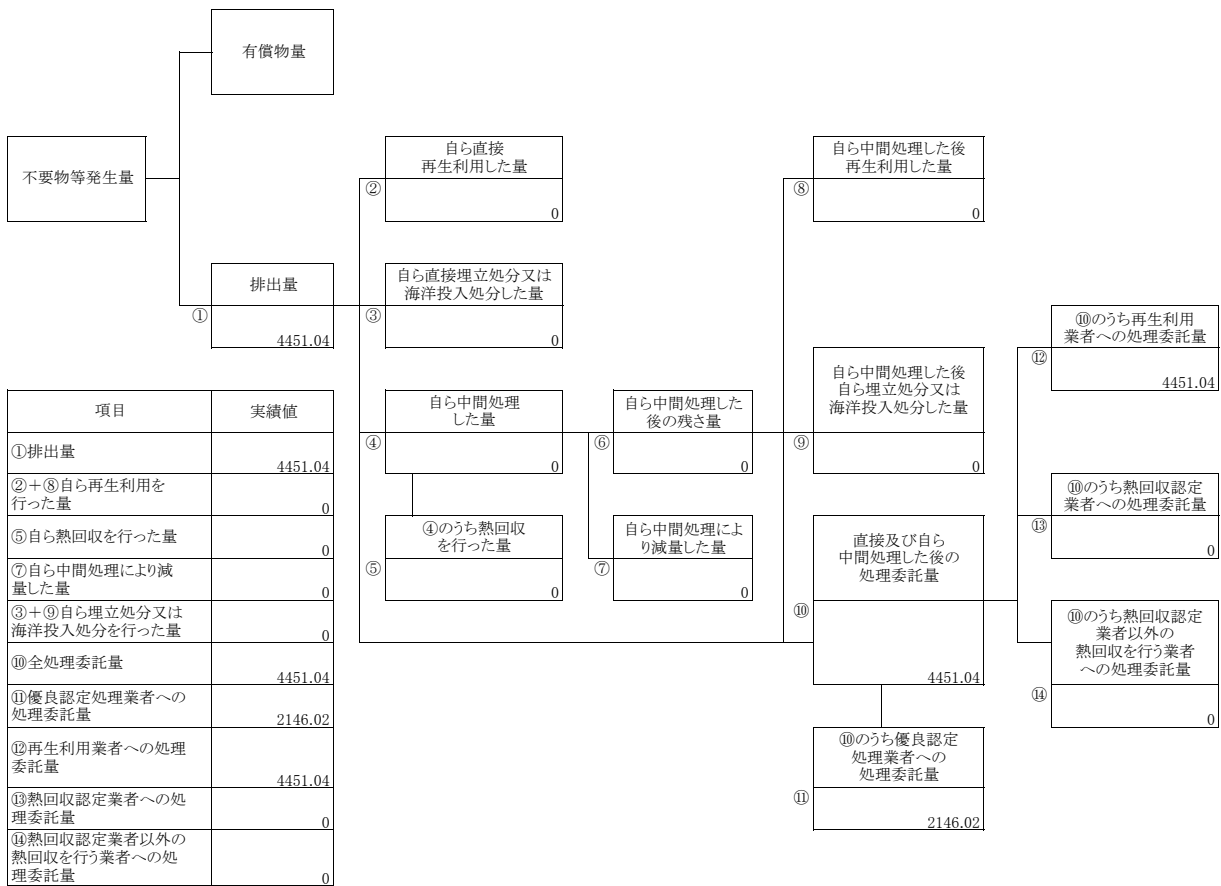 有償物量
不要物等発生量
自ら直接
再生利用した量
②
0
自ら中間処理した後
再生利用した量
⑧
0
排出量
①
4451.04
自ら直接埋立処分又は
海洋投入処分した量
③
0
⑩のうち再生利用
業者への処理委託量
⑫
4451.04
自ら中間処理
した量
④
0
自ら中間処理した
後の残さ量
⑥
0
自ら中間処理した後
自ら埋立処分又は
海洋投入処分した量
⑨
0
⑩のうち熱回収認定
業者への処理委託量
⑬
0
④のうち熱回収
を行った量
⑤
0
自ら中間処理によ
り減量した量
⑦
0
直接及び自ら
中間処理した後の
処理委託量
⑩
4451.04
⑩のうち熱回収認定
業者以外の
熱回収を行う業者
への処理委託量
⑭
0
⑩のうち優良認定
処理業者への
処理委託量
⑪
2146.02
項目 実績値
①排出量
4451.04
②＋⑧自ら再生利用を
行った量
0
⑤自ら熱回収を行った量
0
⑦自ら中間処理により減
量した量
0
③＋⑨自ら埋立処分又は
海洋投入処分を行った量
0
⑩全処理委託量
4451.04
⑪優良認定処理業者への
処理委託量
2146.02
⑫再生利用業者への処理
委託量
4451.04
⑬熱回収認定業者への処
理委託量
0
⑭熱回収認定業者以外の
熱回収を行う業者への処
理委託量
0